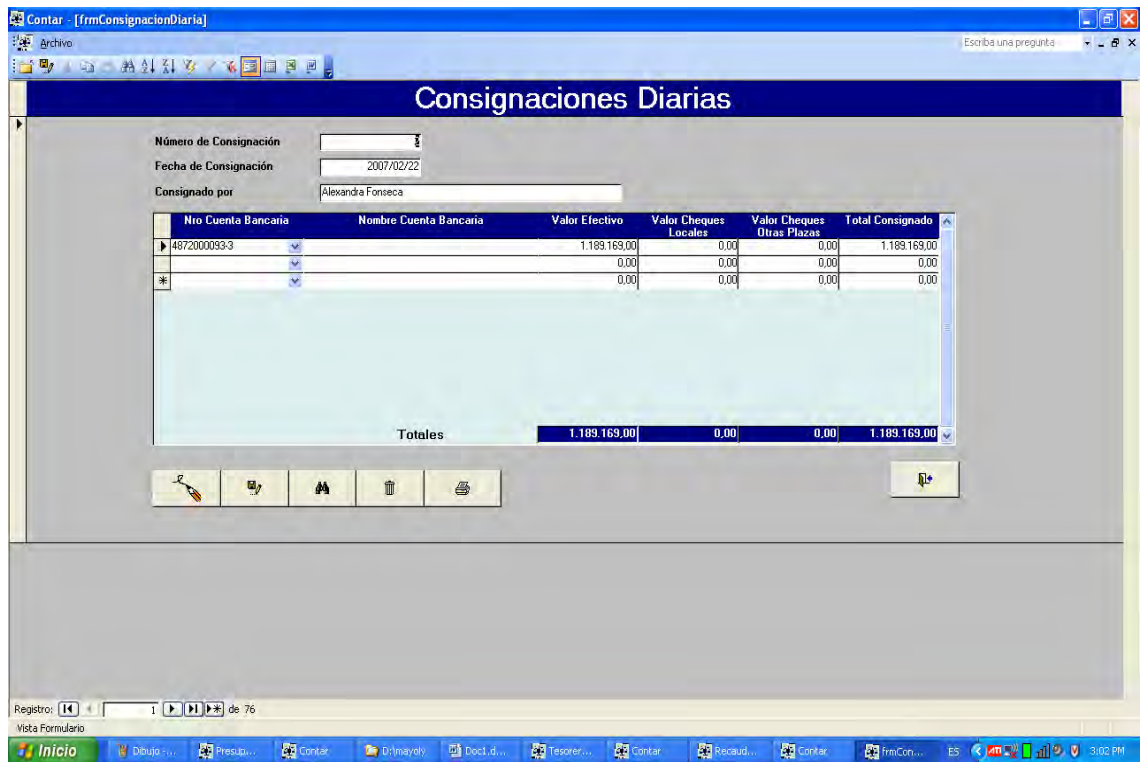 Contar - [frmConsignacionDiaria]
Archivo
Escriba una pregunta
Consignaciones Diarias
Número de Consignación
Fecha de Consignación 2007/02/22
Consignado por Alexandra Fonseca
Nro Cuenta Bancaria Nombre Cuenta Bancaria Valor Efectivo Valor Cheques Locales Valor Cheques Otras Plazas Total Consignado
4872000093-3 1.189.169,00 0,00 0,00 1.189.169,00
0,00 0,00 0,00 0,00
0,00 0,00 0,00 0,00
Totales 1.189.169,00 0,00 0,00 1.189.169,00
Registro: 1 de 76
Vista Formulario
Inicio Dibujo -... Presup... Contar D:\mayoly Doc1.d... Tesorer... Contar Recaud... Contar frmCon... ES ATI 3:02 PM